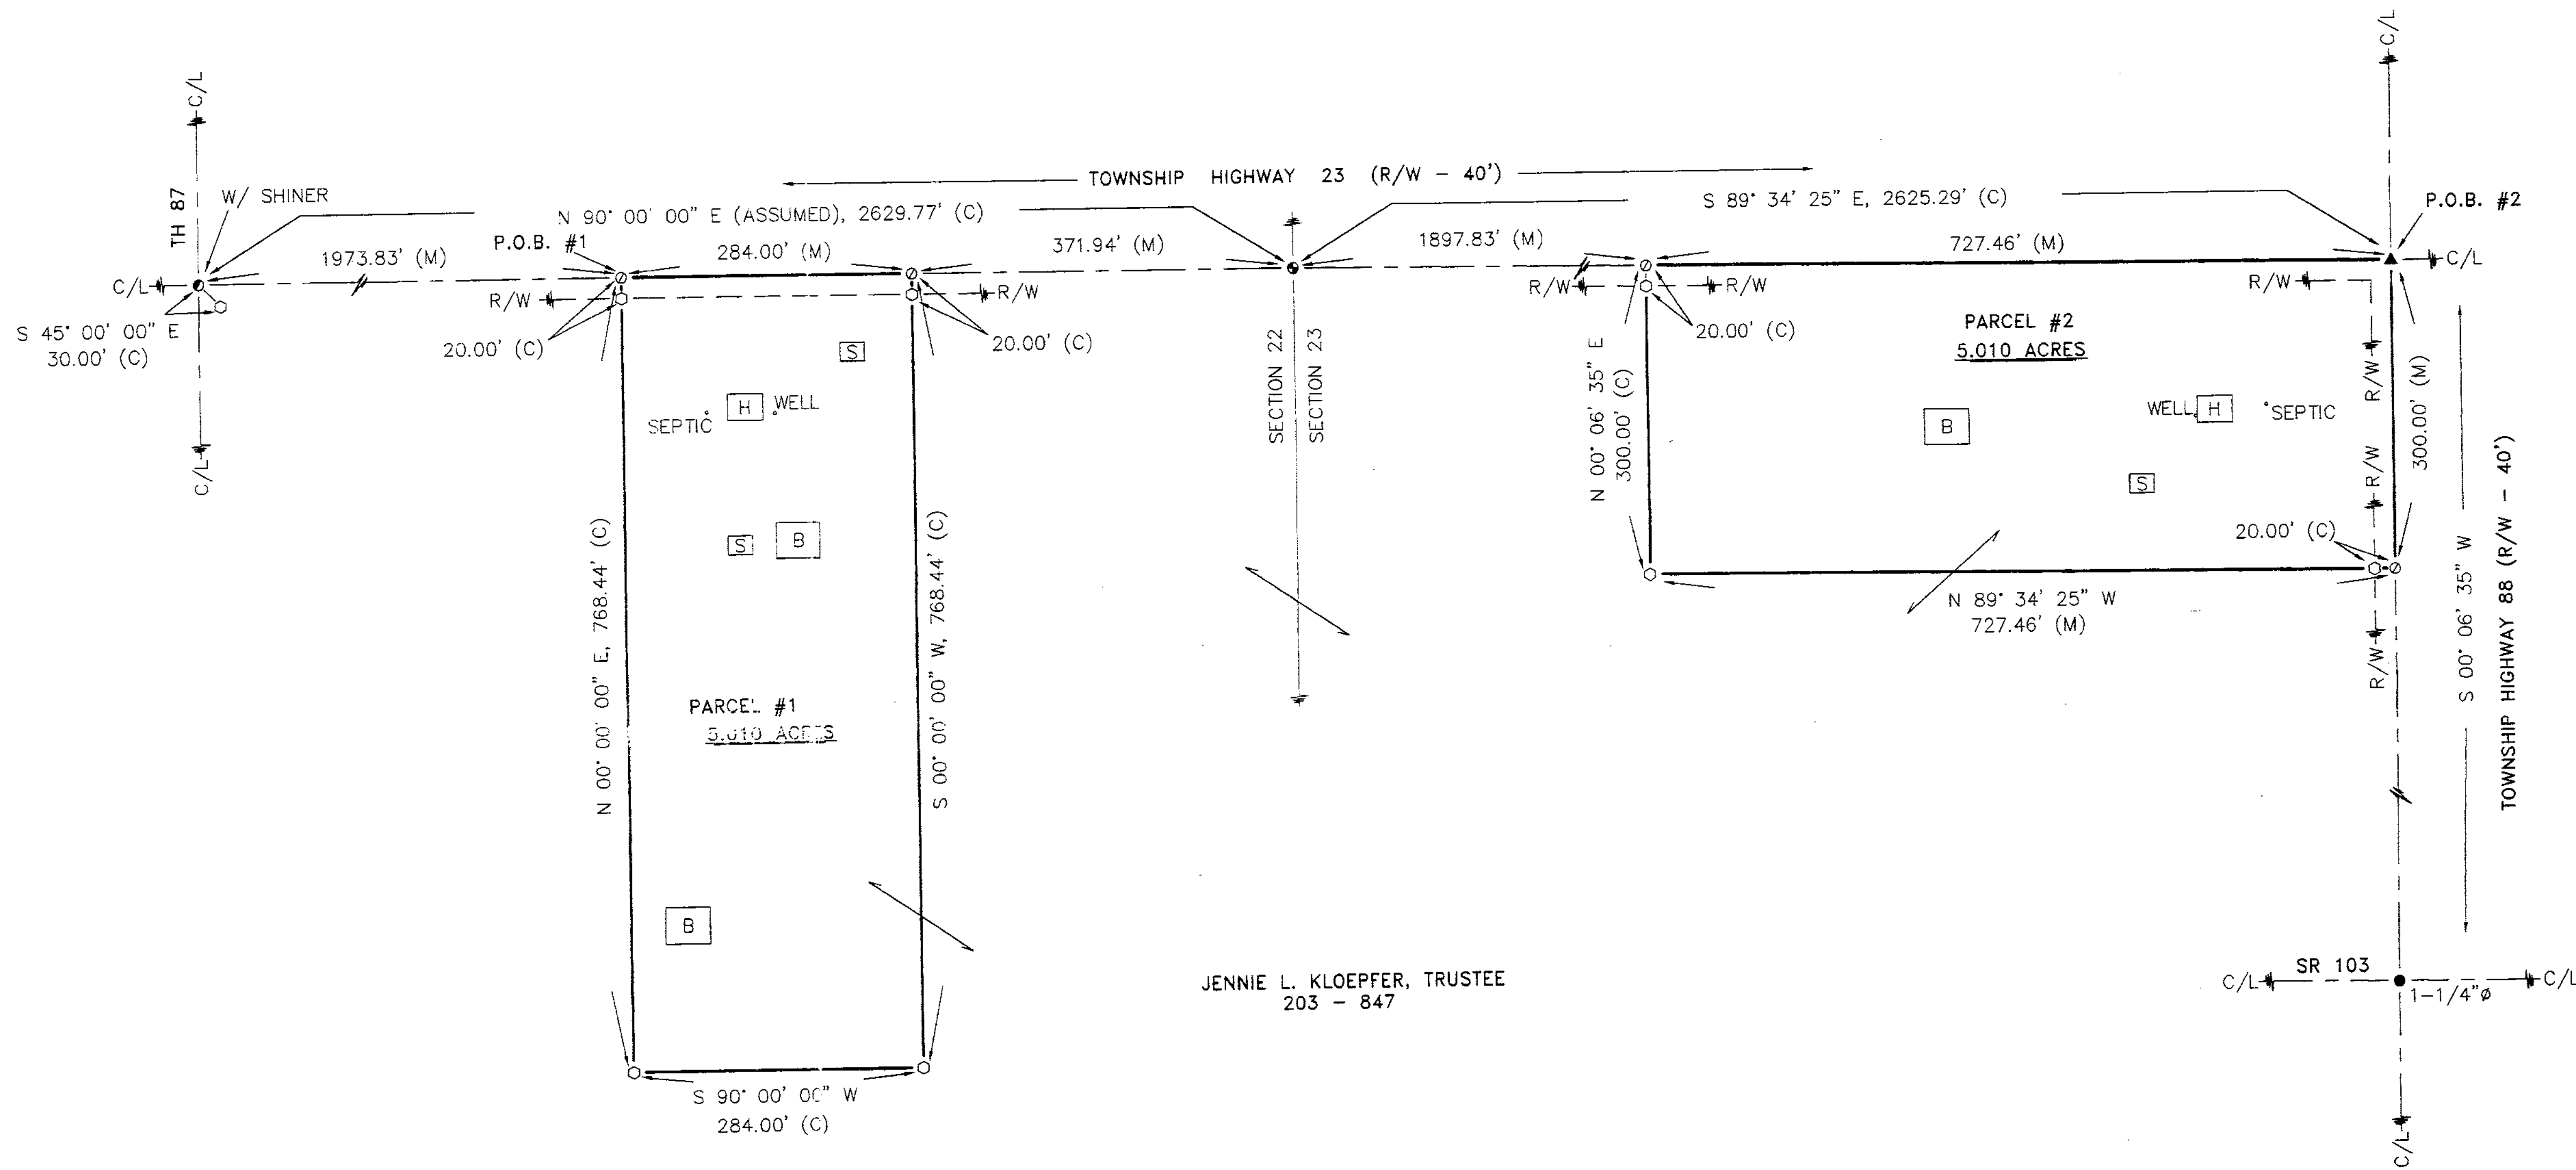 C/L
C/L
TH 87
W/ SHINER
TOWNSHIP HIGHWAY 23 (R/W - 40')
N 90° 00' 00" E (ASSUMED), 2629.77' (C)
S 89° 34' 25" E, 2625.29' (C)
P.O.B. #2
P.O.B. #1
1973.83' (M)
284.00' (M)
371.94' (M)
1897.83' (M)
727.46' (M)
C/L
C/L
R/W
R/W
R/W
R/W
R/W
S 45° 00' 00" E
30.00' (C)
20.00' (C)
20.00' (C)
20.00' (C)
PARCEL #2
5.010 ACRES
S
C/L
SEPTIC
H
WELL
SECTION 22
SECTION 23
N 00° 06' 35" E
300.00' (C)
B
WELL
H
SEPTIC
S
R/W
R/W
300.00' (M)
20.00' (C)
S 00° 06' 35" W
TOWNSHIP HIGHWAY 88 (R/W - 40')
N 00° 00' 00" E, 768.44' (C)
S
B
S 00° 00' 00" W, 768.44' (C)
N 89° 34' 25" W
727.46' (M)
R/W
PARCEL #1
5.010 ACRES
B
JENNIE L. KLOEPFER, TRUSTEE
203 - 847
C/L
SR 103
C/L
1-1/4"ø
S 90° 00' 00" W
284.00' (C)
C/L